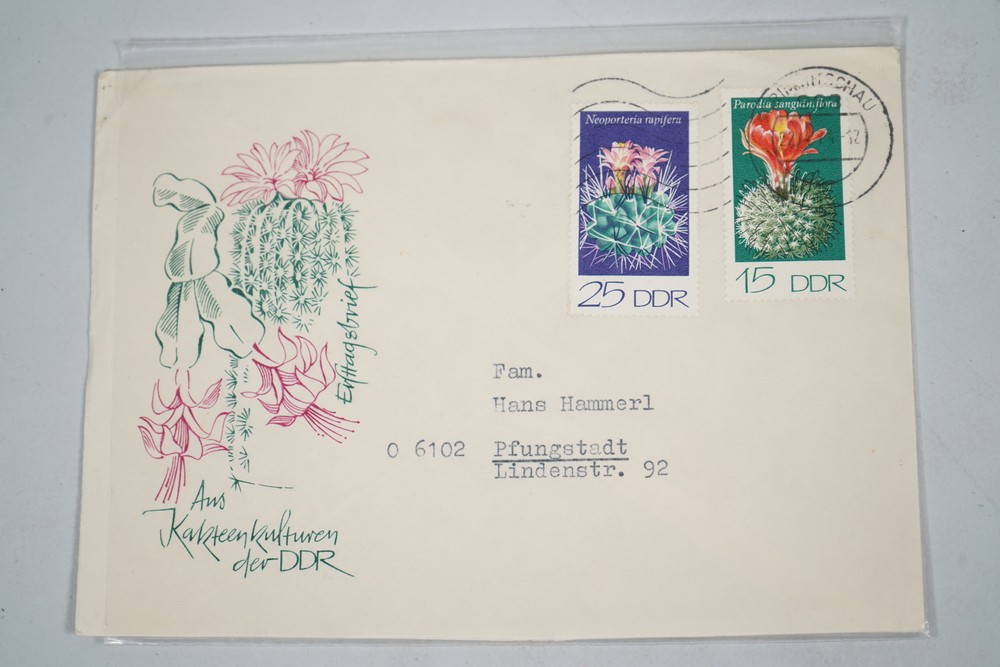 Neoporteria rapifera
25 DDR
Parodia sanguiniflora
15 DDR
Ersttagsbrief
Aus
Kakteenkulturen
der DDR
Fam.
Hans Hammerl
O 6102 Pfungstadt
Lindenstr. 92